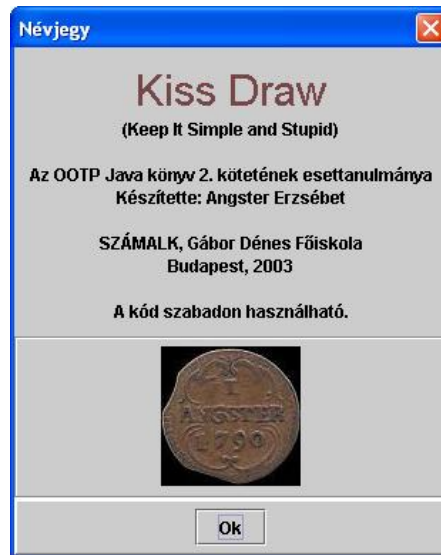 Névjegy
Kiss Draw
(Keep It Simple and Stupid)
Az OOTP Java könyv 2. kötetének esettanulmánya
Készítette: Angster Erzsébet
SZÁMALK, Gábor Dénes Főiskola
Budapest, 2003
A kód szabadon használható.
1
ANGSTER
1790
Ok